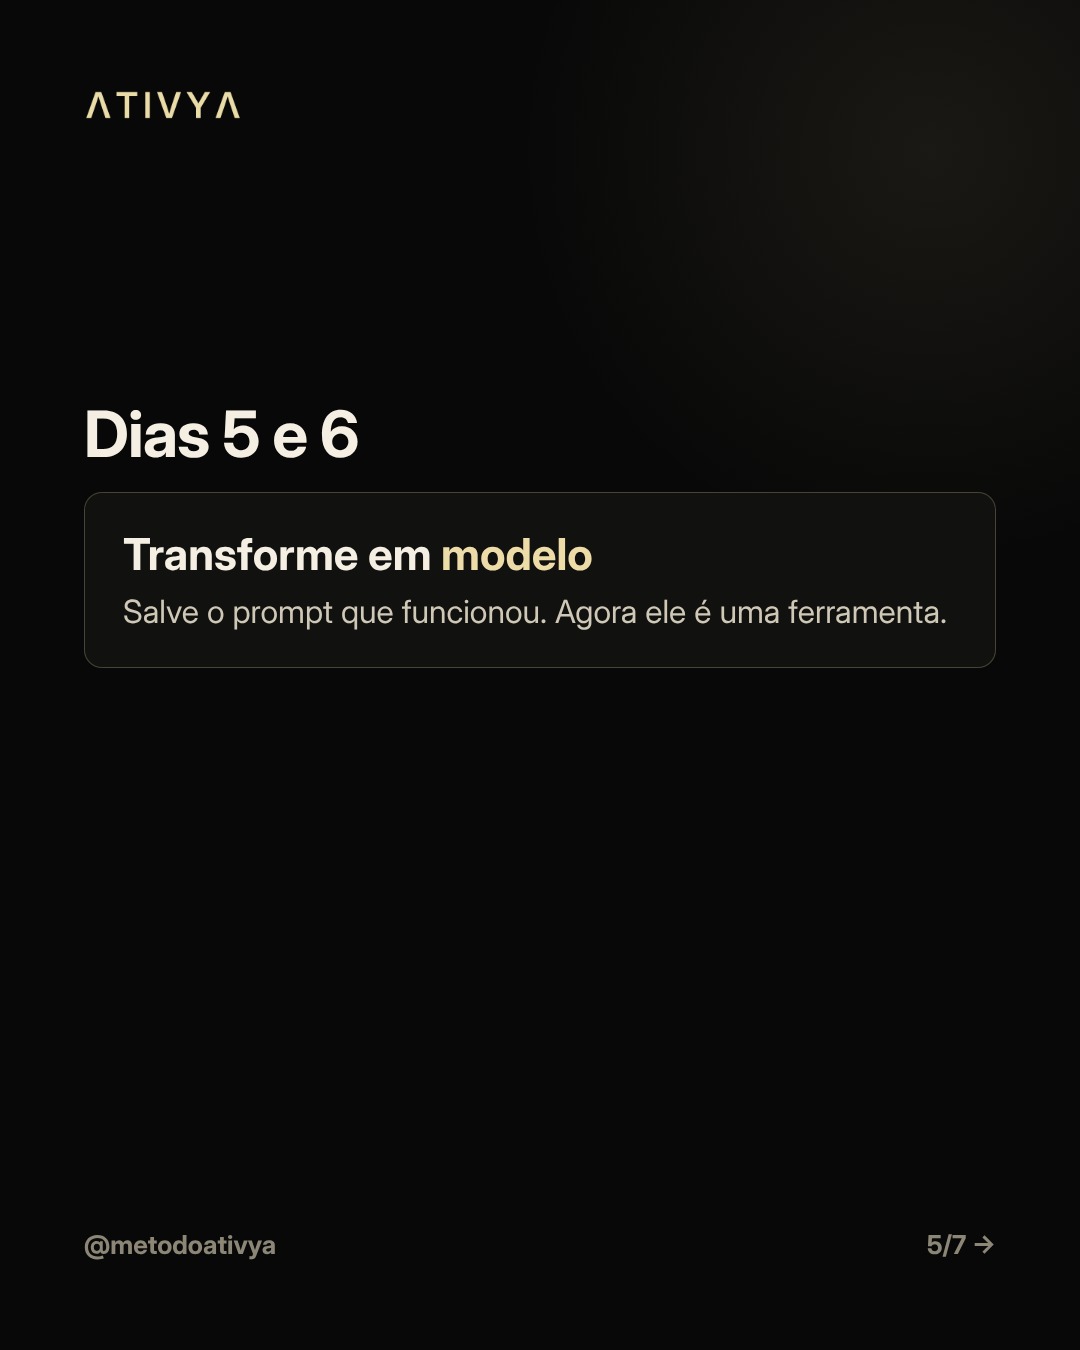 ATIVYA
Dias 5 e 6
Transforme em modelo
Salve o prompt que funcionou. Agora ele é uma ferramenta.
@metodoativya
5/7 →